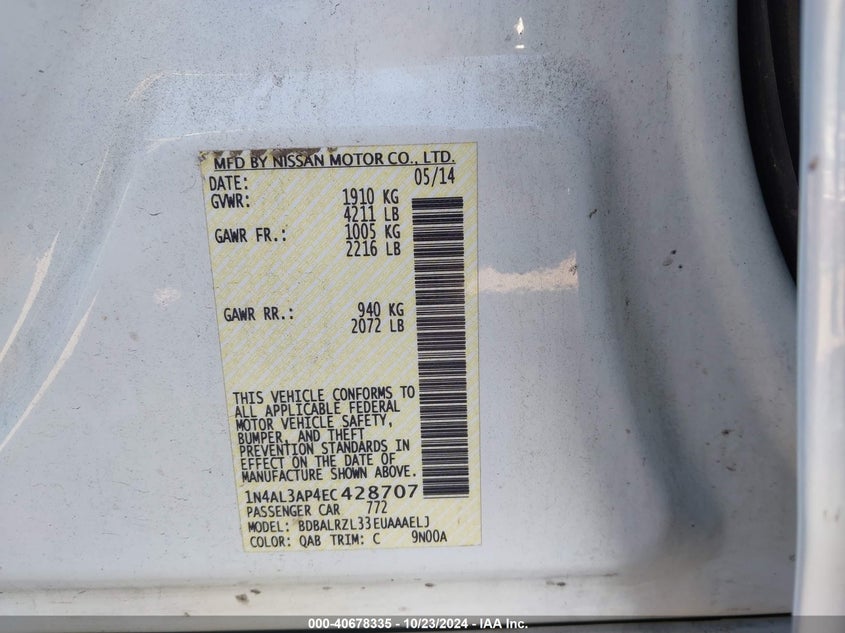 MFD BY NISSAN MOTOR CO., LTD.
DATE: 05/14
GVWR: 1910 KG
4211 LB
GAWR FR.: 1005 KG
2216 LB
GAWR RR.: 940 KG
2072 LB
THIS VEHICLE CONFORMS TO
ALL APPLICABLE FEDERAL
MOTOR VEHICLE SAFETY,
BUMPER, AND THEFT
PREVENTION STANDARDS IN
EFFECT ON THE DATE OF
MANUFACTURE SHOWN ABOVE.
1N4AL3AP4EC428707
PASSENGER CAR 772
MODEL: BDBALRZL33EUAAAELJ
COLOR: QAB TRIM: C 9N00A
000-40678335 - 10/23/2024 - IAA Inc.